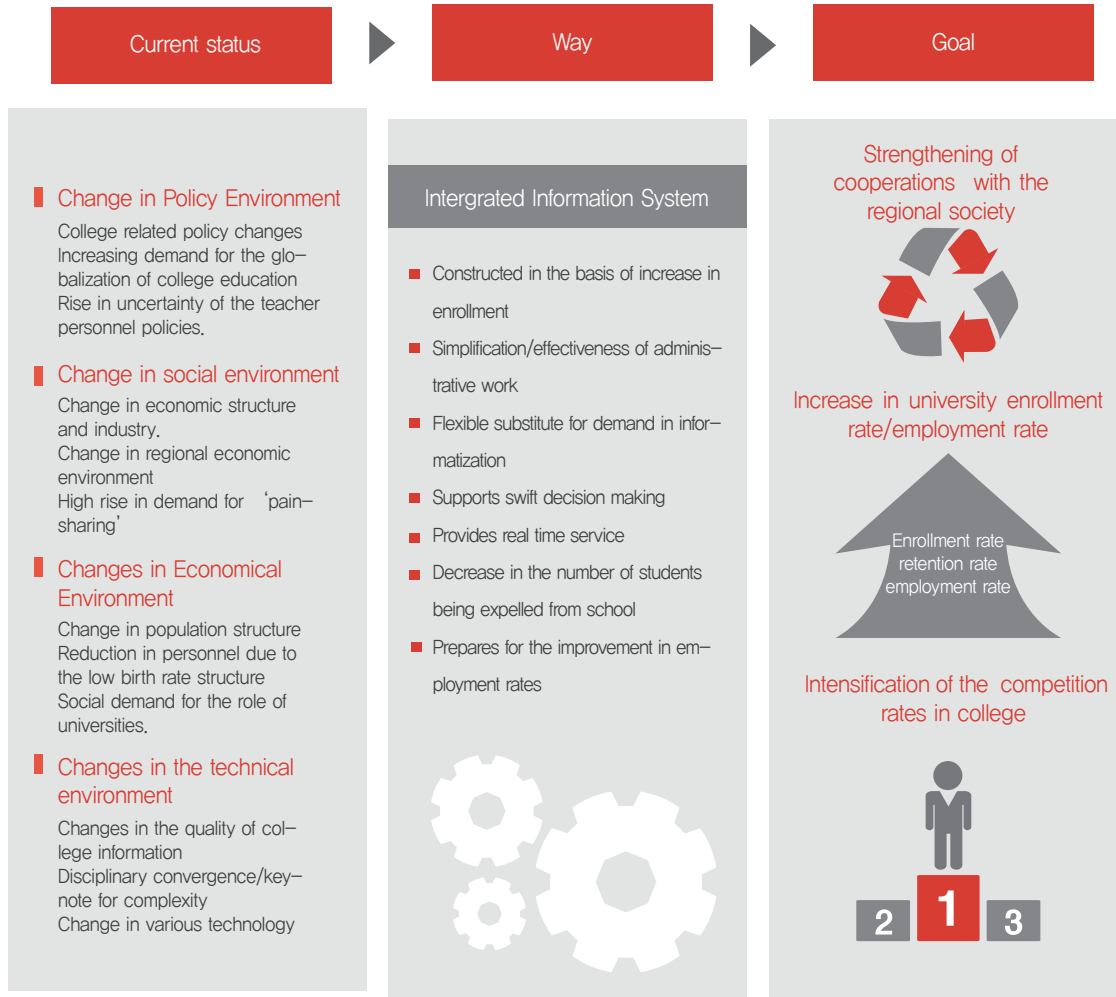 Current status
Way
Goal
Change in Policy Environment
College related policy changes
Increasing demand for the glo-
balization of college education
Rise in uncertainty of the teacher
personnel policies.
Change in social environment
Change in economic structure
and industry.
Change in regional economic
environment
High rise in demand for ‘pain-
sharing’
Changes in Economical
Environment
Change in population structure
Reduction in personnel due to
the low birth rate structure
Social demand for the role of
universities.
Changes in the technical
environment
Changes in the quality of col-
lege information
Disciplinary convergence/key-
note for complexity
Change in various technology
Intergrated Information System
Constructed in the basis of increase in
enrollment
Simplification/effectiveness of adminis-
trative work
Flexible substitute for demand in infor-
matization
Supports swift decision making
Provides real time service
Decrease in the number of students
being expelled from school
Prepares for the improvement in em-
ployment rates
Strengthening of
cooperations with the
regional society
Increase in university enrollment
rate/employment rate
Enrollment rate
retention rate
employment rate
Intensification of the competition
rates in college
2 1 3